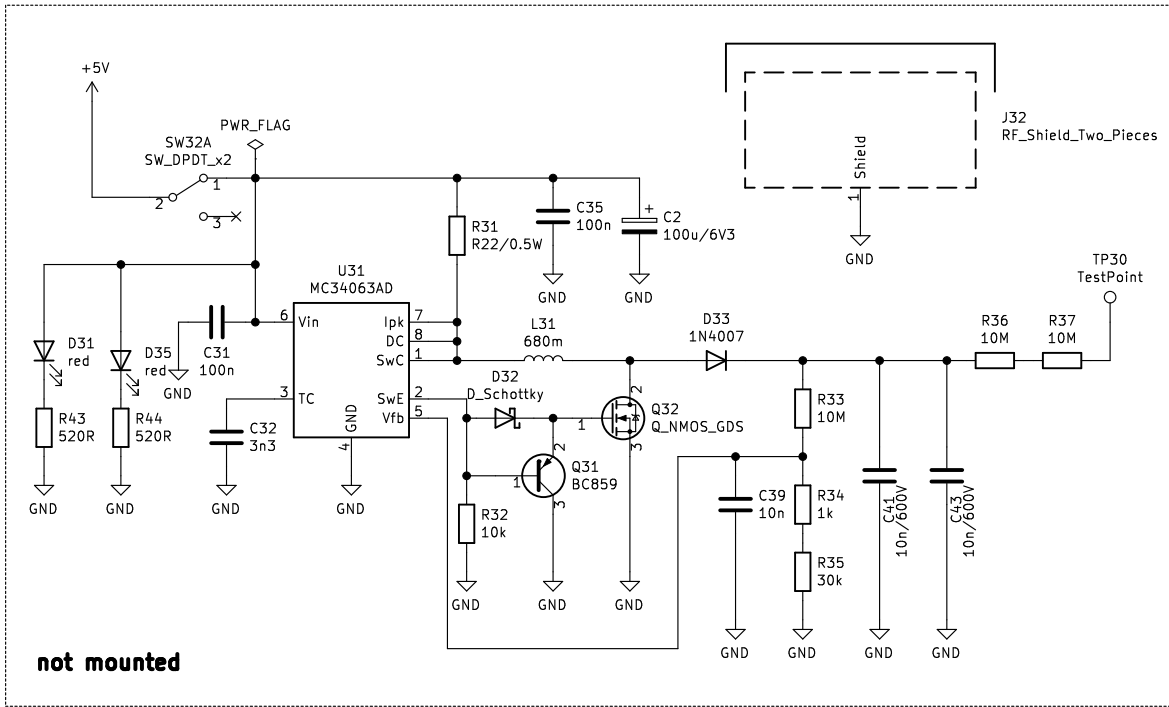 +5V
SW32A
SW_DPDT_x2
PWR_FLAG
1
2
3
R31
R22/0.5W
C35
100n
GND
+
C2
100u/6V3
GND
Shield
1
GND
J32
RF_Shield_Two_Pieces
TP30
TestPoint
D31
red
R43
520R
GND
D35
red
R44
520R
GND
C31
100n
GND
C32
3n3
GND
U31
MC34063AD
6
Vin
3
TC
GND
4
GND
Ipk
7
DC
8
SwC
1
SwE
2
Vfb
5
L31
680m
D32
D_Schottky
D33
1N4007
1
2
3
Q32
Q_NMOS_GDS
1
2
3
Q31
BC859
R32
10k
GND
GND
GND
R33
10M
C39
10n
GND
R34
1k
R35
30k
GND
C41
10n/600V
GND
C43
10n/600V
GND
R36
10M
R37
10M
not mounted